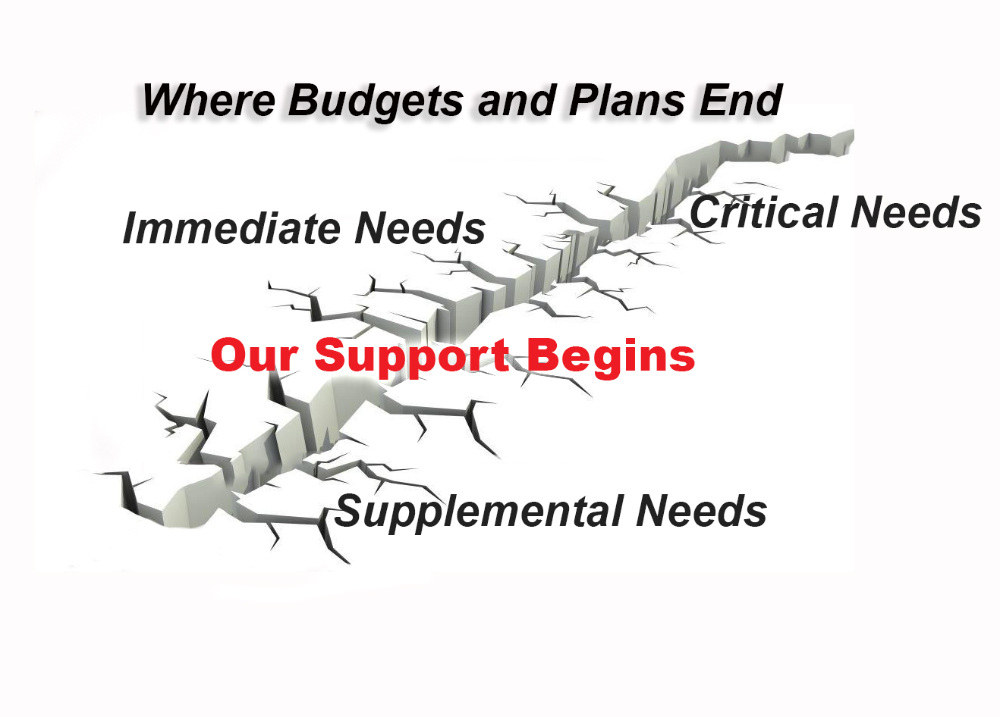 Where Budgets and Plans End
Immediate Needs
Critical Needs
Our Support Begins
Supplemental Needs